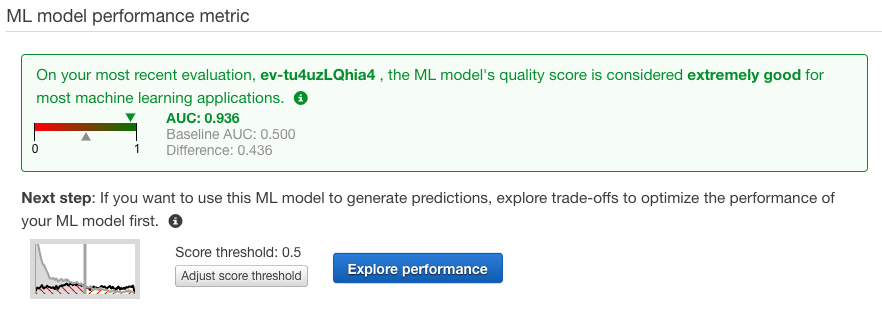 ML model performance metric
On your most recent evaluation, ev-tu4uzLQhia4 , the ML model's quality score is considered extremely good for
most machine learning applications.
AUC: 0.936
Baseline AUC: 0.500
Difference: 0.436
0 1
Next step: If you want to use this ML model to generate predictions, explore trade-offs to optimize the performance of
your ML model first.
Score threshold: 0.5
Adjust score threshold
Explore performance